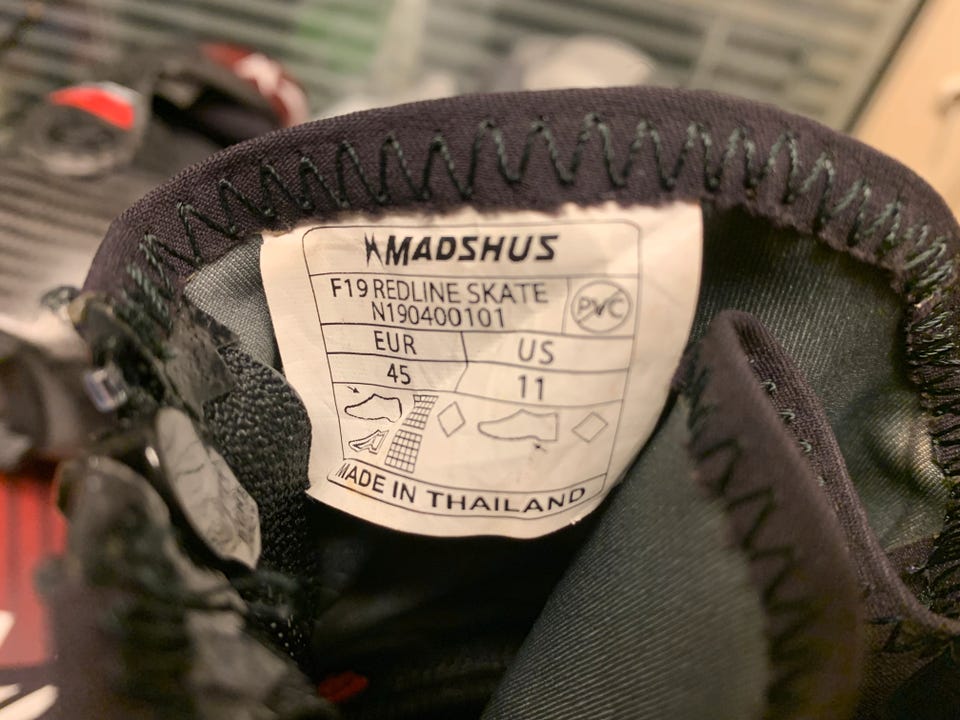 MADSHUS
F19 REDLINE SKATE
N190400101
PVC
EUR US
45 11
MADE IN THAILAND